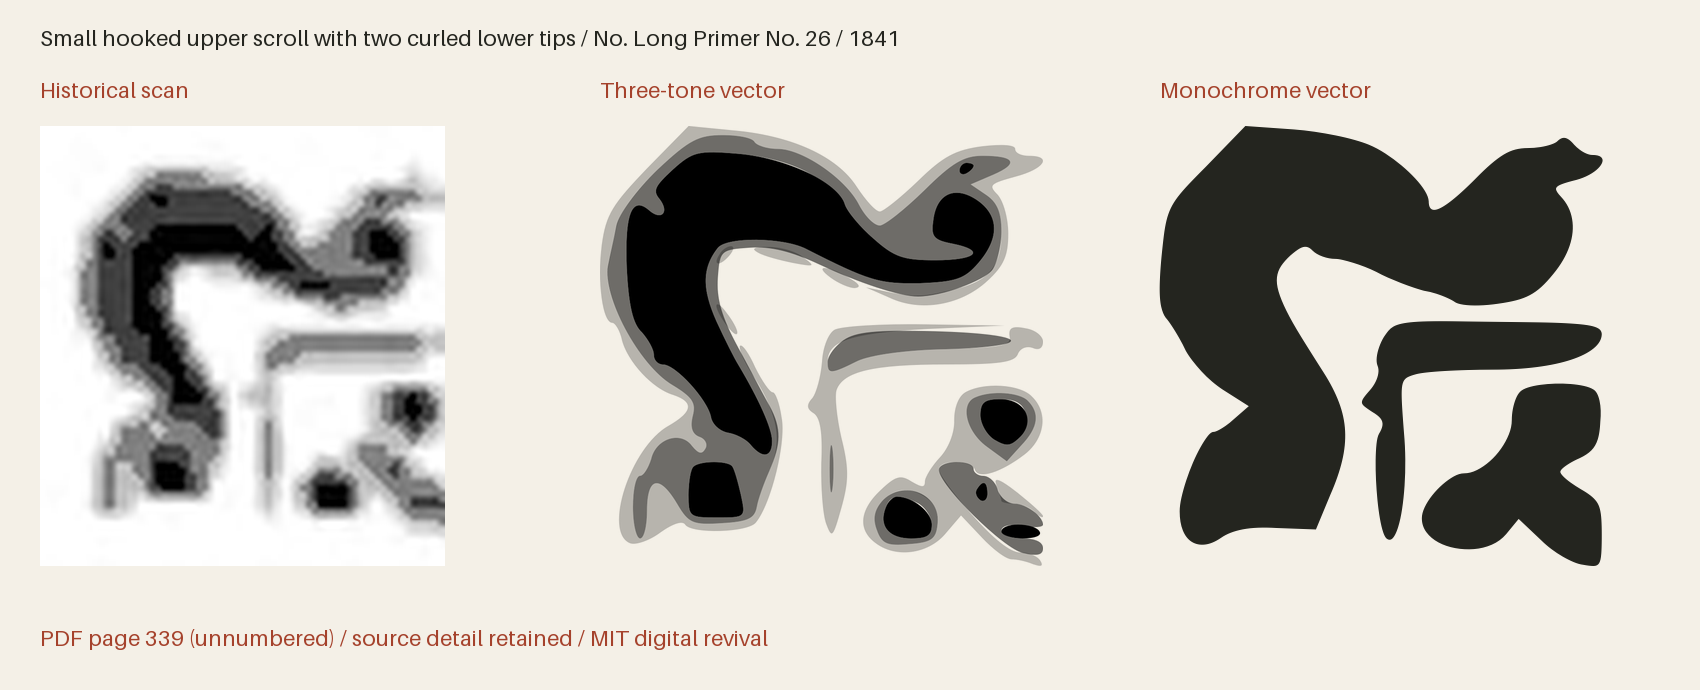 Small hooked upper scroll with two curled lower tips / No. Long Primer No. 26 / 1841
Historical scan
Three-tone vector
Monochrome vector
PDF page 339 (unnumbered) / source detail retained / MIT digital revival